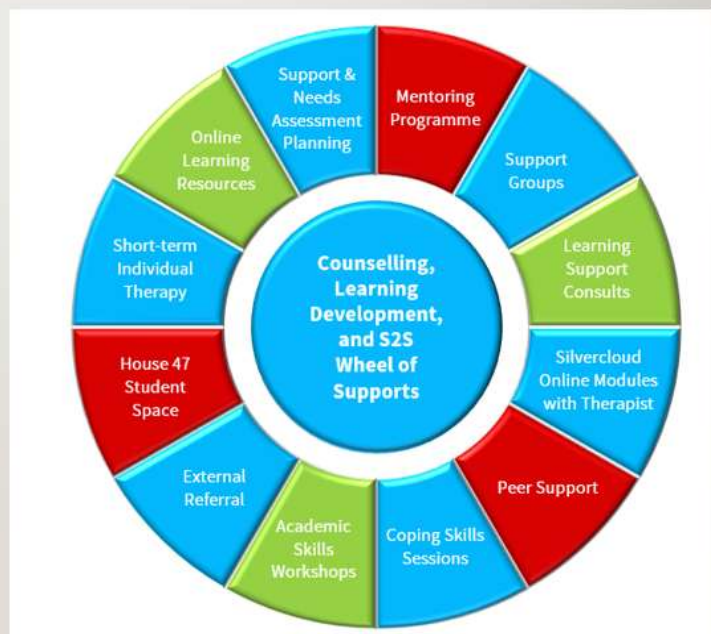 Counselling,
Learning
Development,
and S2S
Wheel of
Supports
Mentoring
Programme
Support
Groups
Learning
Support
Consults
Silvercloud
Online Modules
with Therapist
Peer Support
Coping Skills
Sessions
Academic
Skills
Workshops
External
Referral
House 47
Student
Space
Short-term
Individual
Therapy
Online
Learning
Resources
Support &
Needs
Assessment
Planning